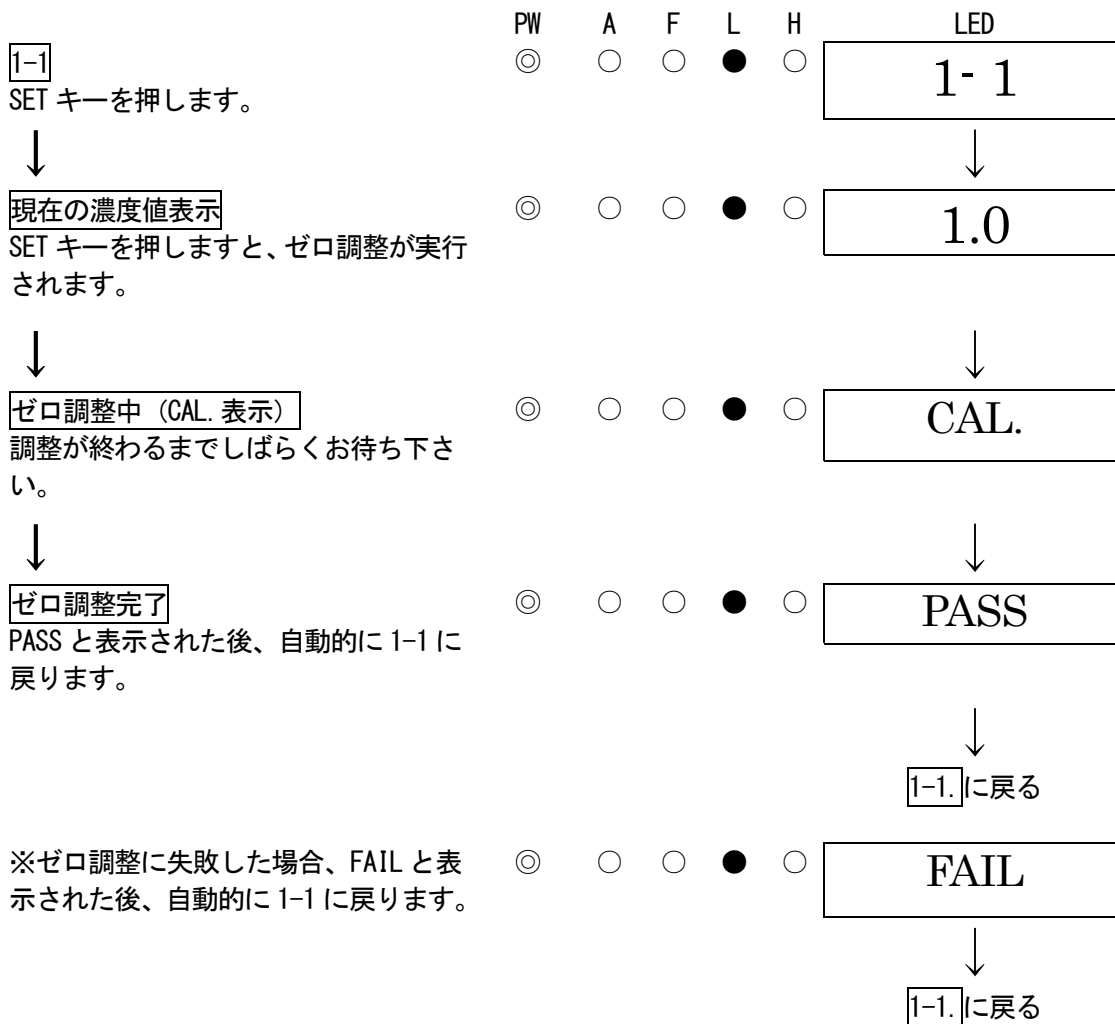 PW A F L H LED
1-1 ◎ ○ ○ ● ○ 1- 1
SET キーを押します。
↓ ↓
現在の濃度値表示 ◎ ○ ○ ● ○ 1.0
SET キーを押しますと、ゼロ調整が実行
されます。
↓ ↓
ゼロ調整中（CAL.表示） ◎ ○ ○ ● ○ CAL.
調整が終わるまでしばらくお待ち下さ
い。
↓ ↓
ゼロ調整完了 ◎ ○ ○ ● ○ PASS
PASS と表示された後、自動的に 1-1 に
戻ります。
↓
1-1.に戻る
※ゼロ調整に失敗した場合、FAIL と表 ◎ ○ ○ ● ○ FAIL
示された後、自動的に 1-1 に戻ります。
↓
1-1.に戻る